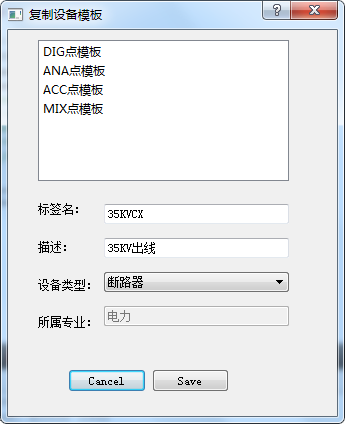 复制设备模板
DIG点模板
ANA点模板
ACC点模板
MIX点模板
标签名： 35KVCX
描述： 35KV出线
设备类型： 断路器
所属专业： 电力
Cancel Save